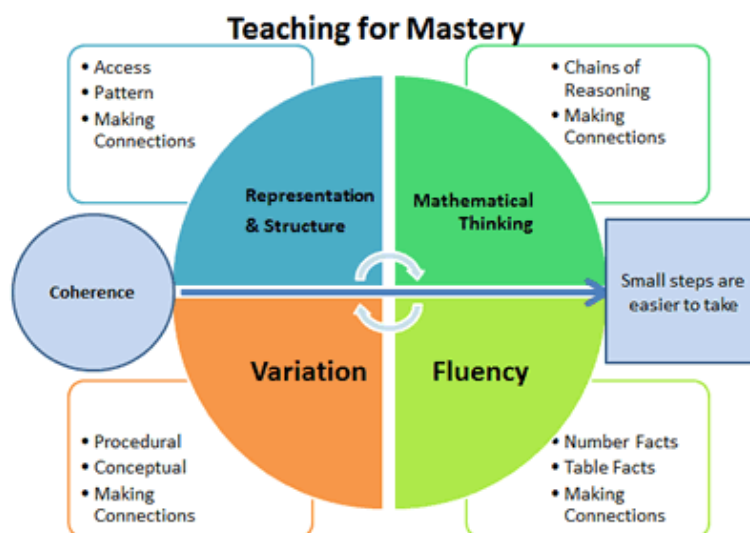 Teaching for Mastery
• Access
• Pattern
• Making
Connections
• Chains of
Reasoning
• Making
Connections
Representation
& Structure
Mathematical
Thinking
Coherence
Small steps are
easier to take
Variation
Fluency
• Procedural
• Conceptual
• Making
Connections
• Number Facts
• Table Facts
• Making
Connections